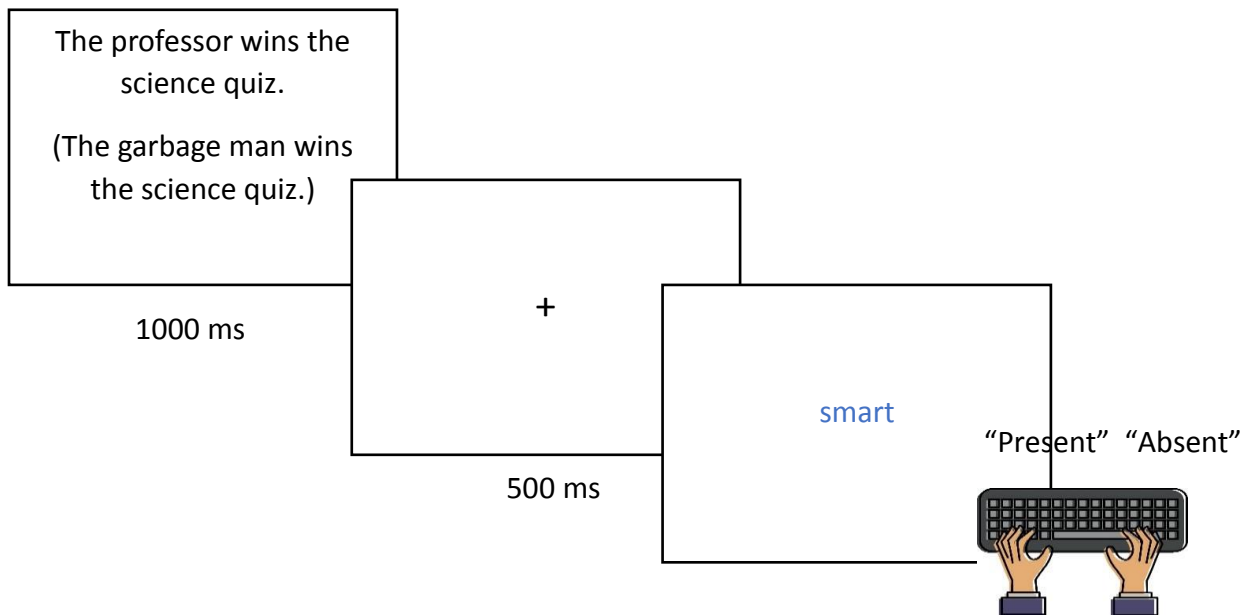 The professor wins the
science quiz.
(The garbage man wins
the science quiz.)
1000 ms
+
500 ms
smart
“Present” “Absent”